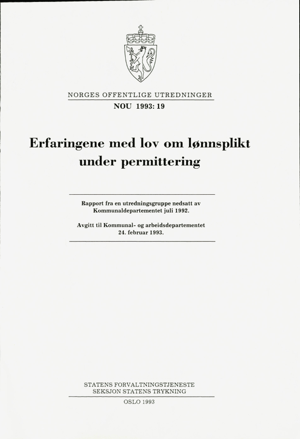 NORGES OFFENTLIGE UTREDNINGER
NOU 1993: 19
Erfaringene med lov om lønnsplikt
under permittering
Rapport fra en utredningsgruppe nedsatt av
Kommunaldepartementet juli 1992.
Avgitt til Kommunal- og arbeidsdepartementet
24. februar 1993.
STATENS FORVALTNINGSTJENESTE
SEKSJON STATENS TRYKNING
OSLO 1993